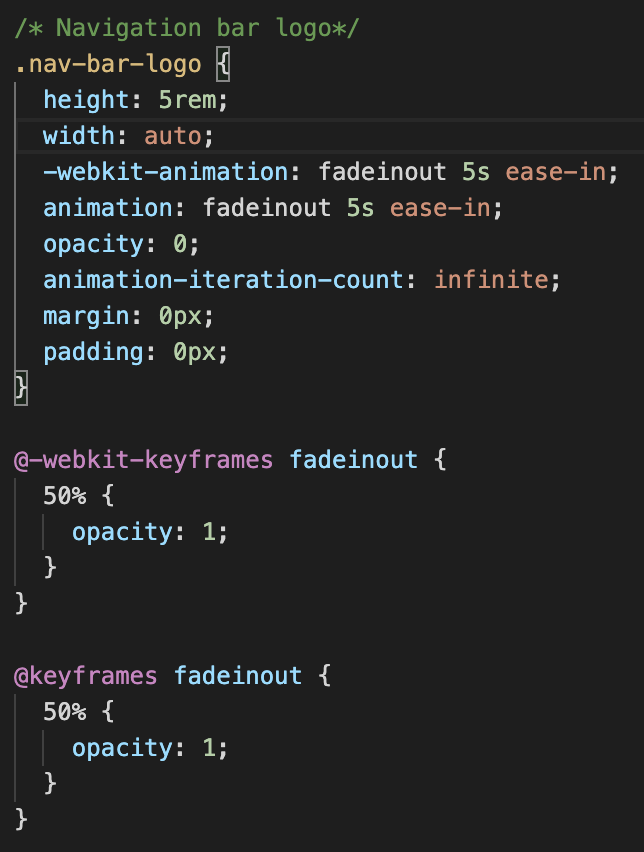 /* Navigation bar logo*/
.nav-bar-logo {
  height: 5rem;
  width: auto;
  -webkit-animation: fadeinout 5s ease-in;
  animation: fadeinout 5s ease-in;
  opacity: 0;
  animation-iteration-count: infinite;
  margin: 0px;
  padding: 0px;
}

@-webkit-keyframes fadeinout {
  50% {
    opacity: 1;
  }
}

@keyframes fadeinout {
  50% {
    opacity: 1;
  }
}